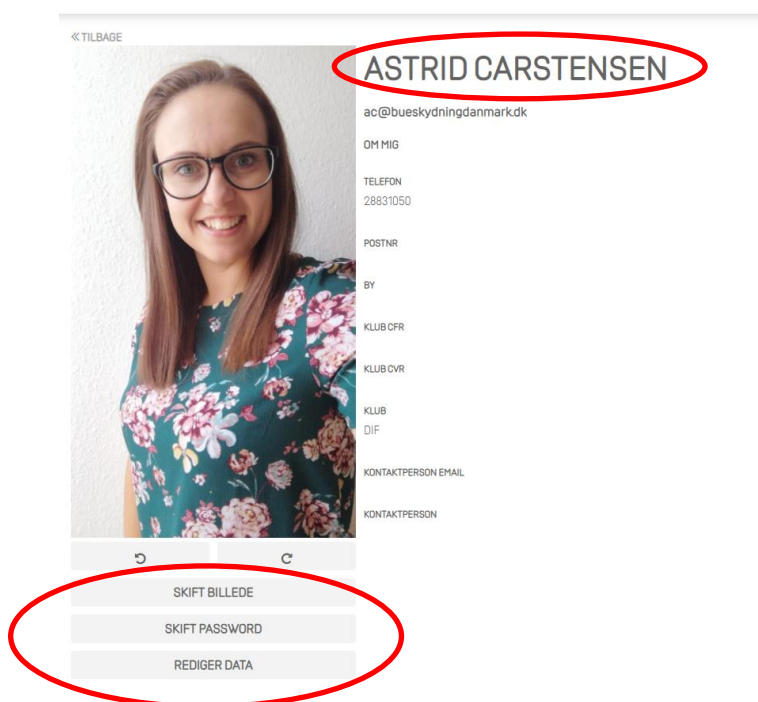 ≪ TILBAGE
ASTRID CARSTENSEN
ac@bueskydningdanmark.dk
OM MIG
TELEFON
28831050
POSTNR
BY
KLUB CFR
KLUB CVR
KLUB
DIF
KONTAKTPERSON EMAIL
KONTAKTPERSON
SKIFT BILLEDE
SKIFT PASSWORD
REDIGER DATA